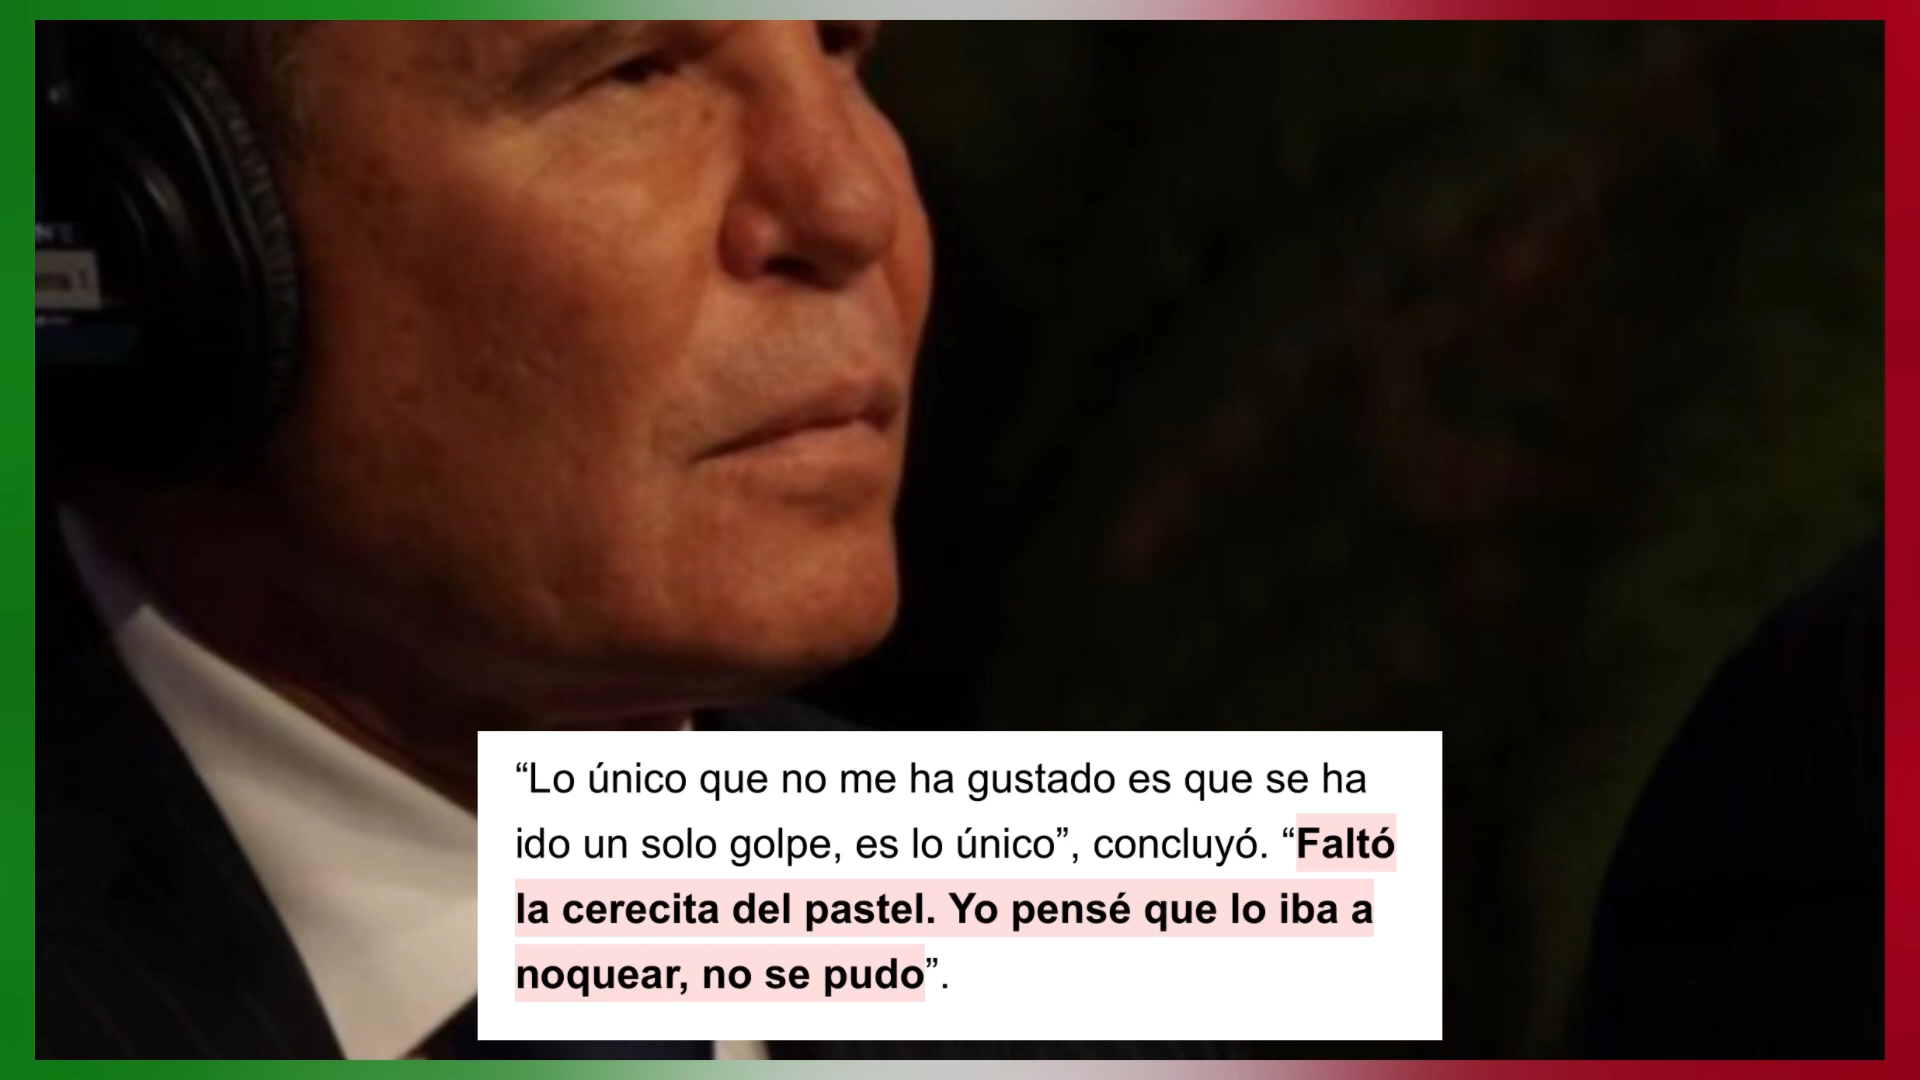 “Lo único que no me ha gustado es que se ha
ido un solo golpe, es lo único”, concluyó. “Faltó
la cerecita del pastel. Yo pensé que lo iba a
noquear, no se pudo”.